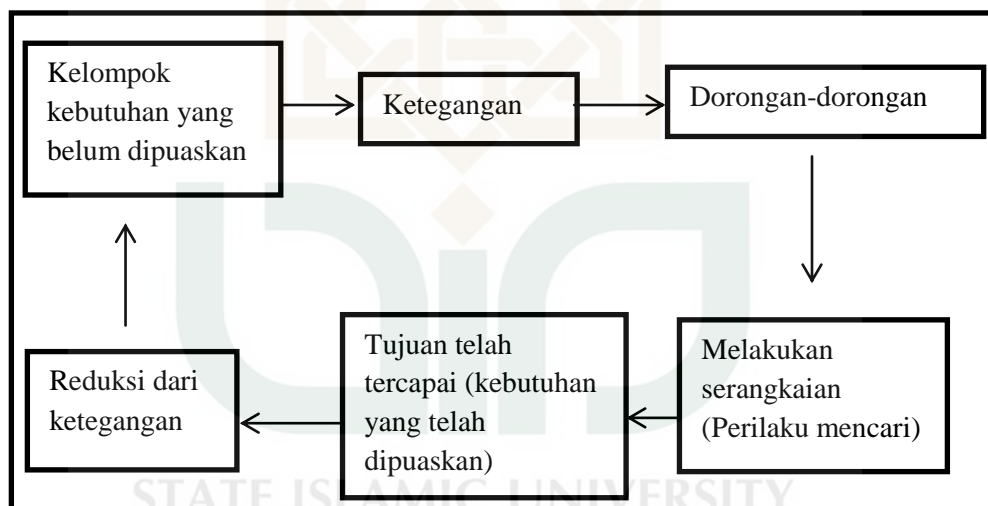 Kelompok
kebutuhan yang
belum dipuaskan
Ketegangan
Dorongan-dorongan
Melakukan
serangkaian
(Perilaku mencari)
Tujuan telah
tercapai (kebutuhan
yang telah
dipuaskan)
Reduksi dari
ketegangan
STATE ISLAMIC UNIVERSITY